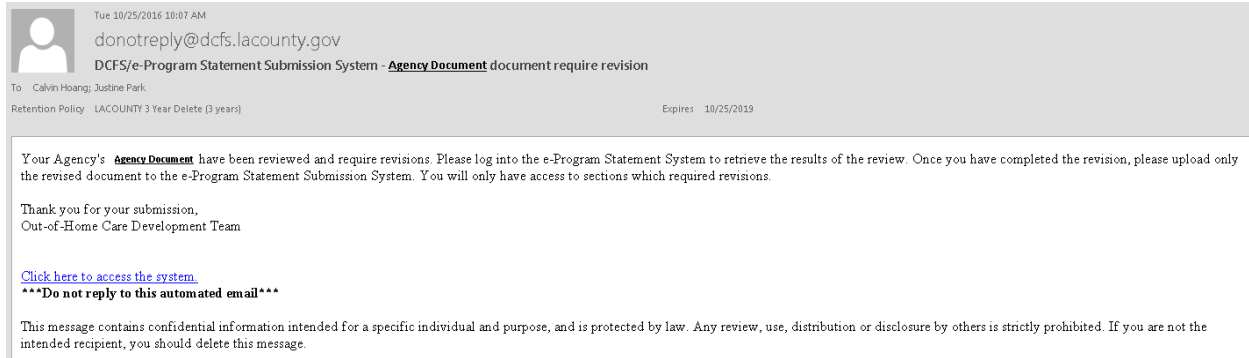 Tue 10/25/2016 10:07 AM
donotreply@dcfs.lacounty.gov
DCFS/e-Program Statement Submission System - Agency Document document require revision
To Calvin Hoang; Justine Park
Retention Policy LACOUNTY 3 Year Delete (3 years) Expires 10/25/2019
Your Agency's Agency Document have been reviewed and require revisions. Please log into the e-Program Statement System to retrieve the results of the review. Once you have completed the revision, please upload only
the revised document to the e-Program Statement Submission System. You will only have access to sections which required revisions.
Thank you for your submission,
Out-of-Home Care Development Team
Click here to access the system.
***Do not reply to this automated email***
This message contains confidential information intended for a specific individual and purpose, and is protected by law. Any review, use, distribution or disclosure by others is strictly prohibited. If you are not the
intended recipient, you should delete this message.